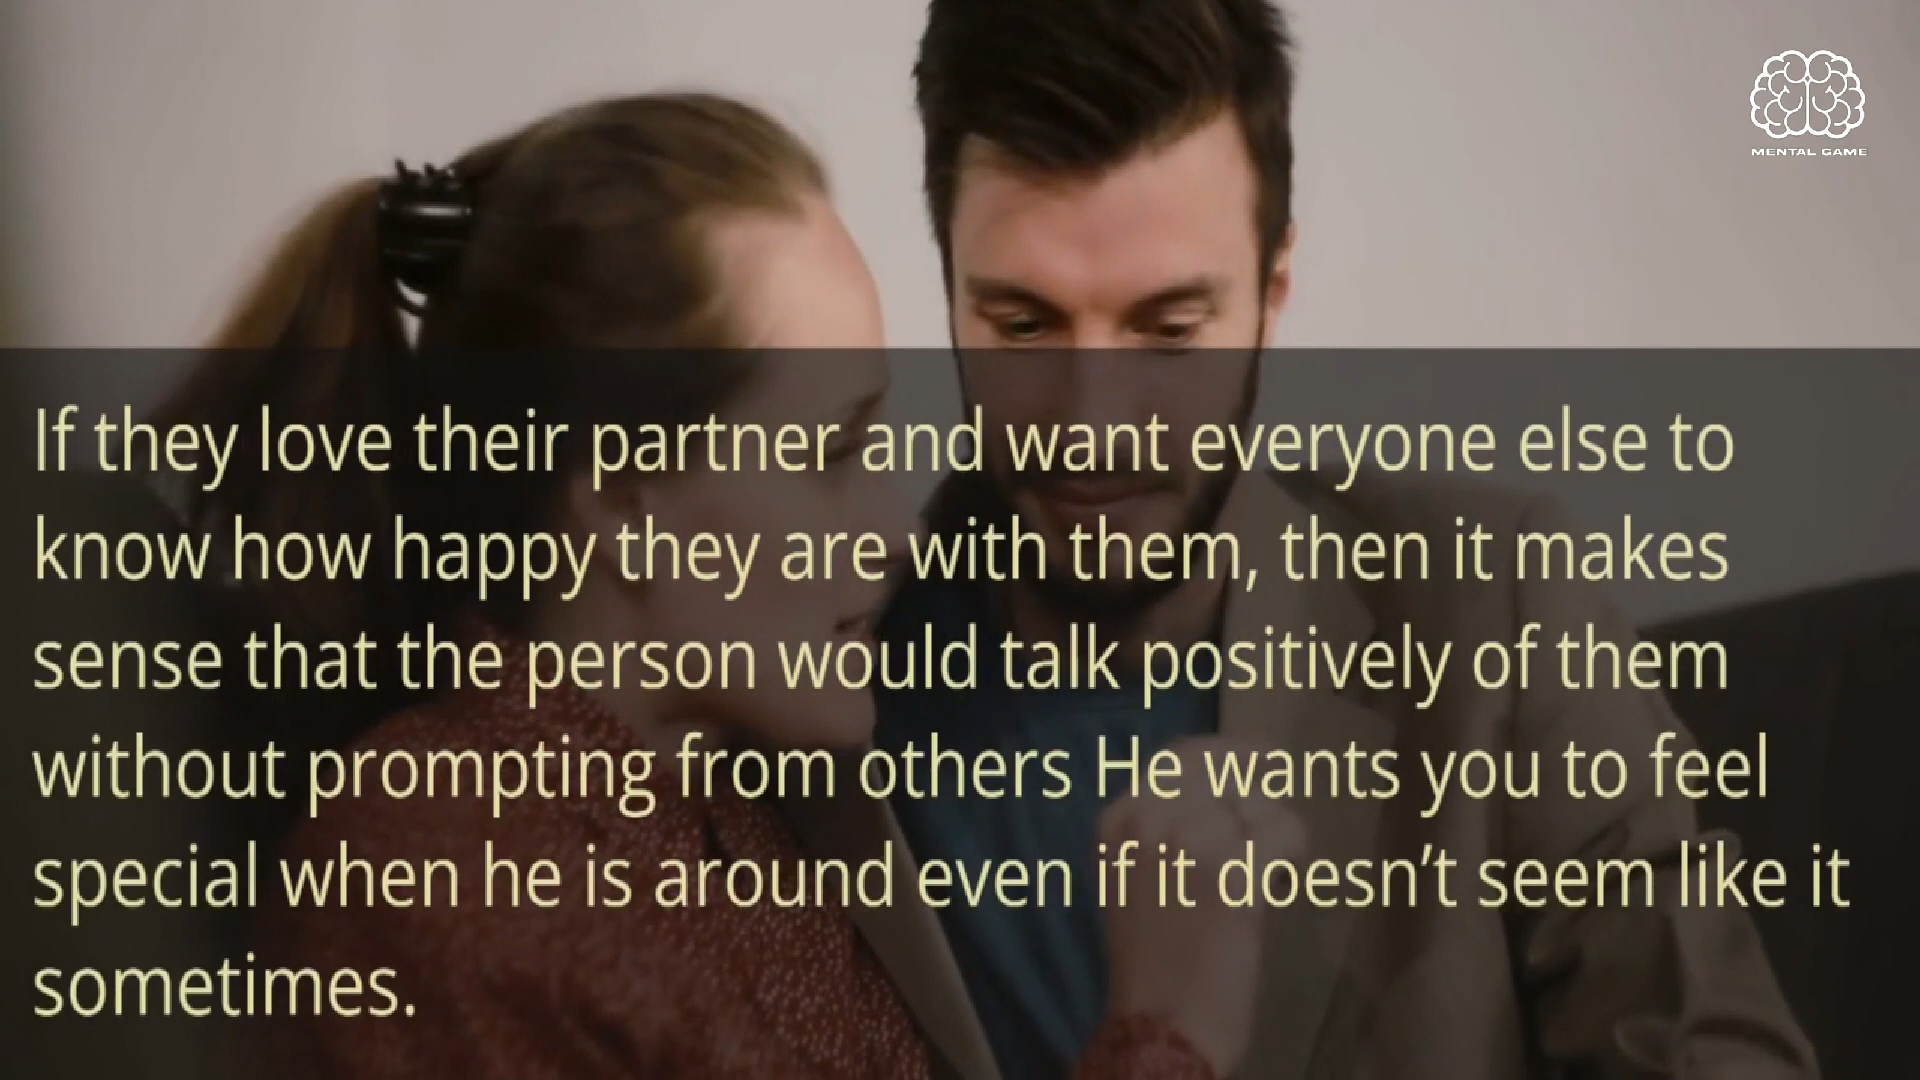 MENTAL GAME
If they love their partner and want everyone else to
know how happy they are with them, then it makes
sense that the person would talk positively of them
without prompting from others He wants you to feel
special when he is around even if it doesn’t seem like it
sometimes.